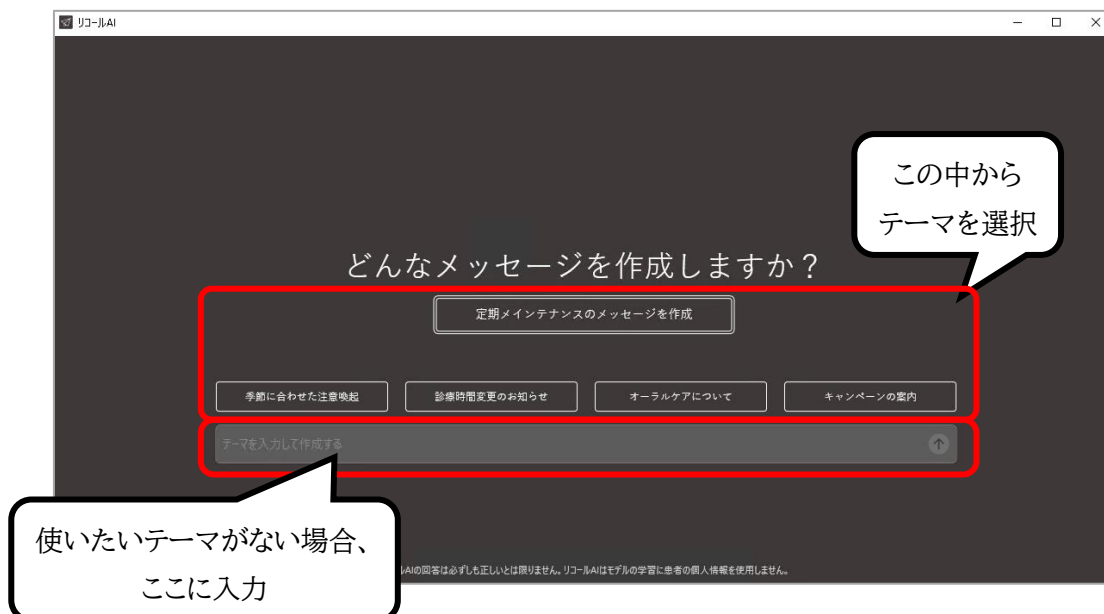 リコールAI
この中から
テーマを選択
どんなメッセージを作成しますか？
定期メインテナンスのメッセージを作成
季節に合わせた注意喚起
診療時間変更のお知らせ
オーラルケアについて
キャンペーンの案内
テーマを入力して作成する
使いたいテーマがない場合、
ここに入力
ルAIの回答は必ずしも正しいとは限りません。リコールAIはモデルの学習に患者の個人情報を使用しません。